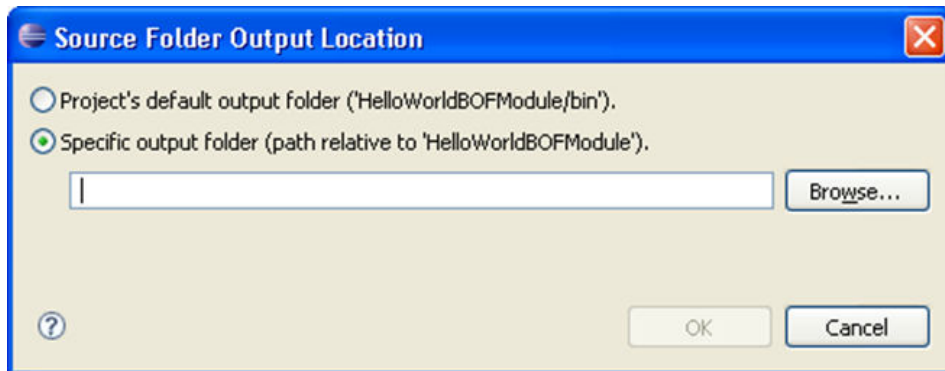 Source Folder Output Location
Project's default output folder ('HelloWorldBOFModule/bin').
Specific output folder (path relative to 'HelloWorldBOFModule').
Browse...
?
OK
Cancel